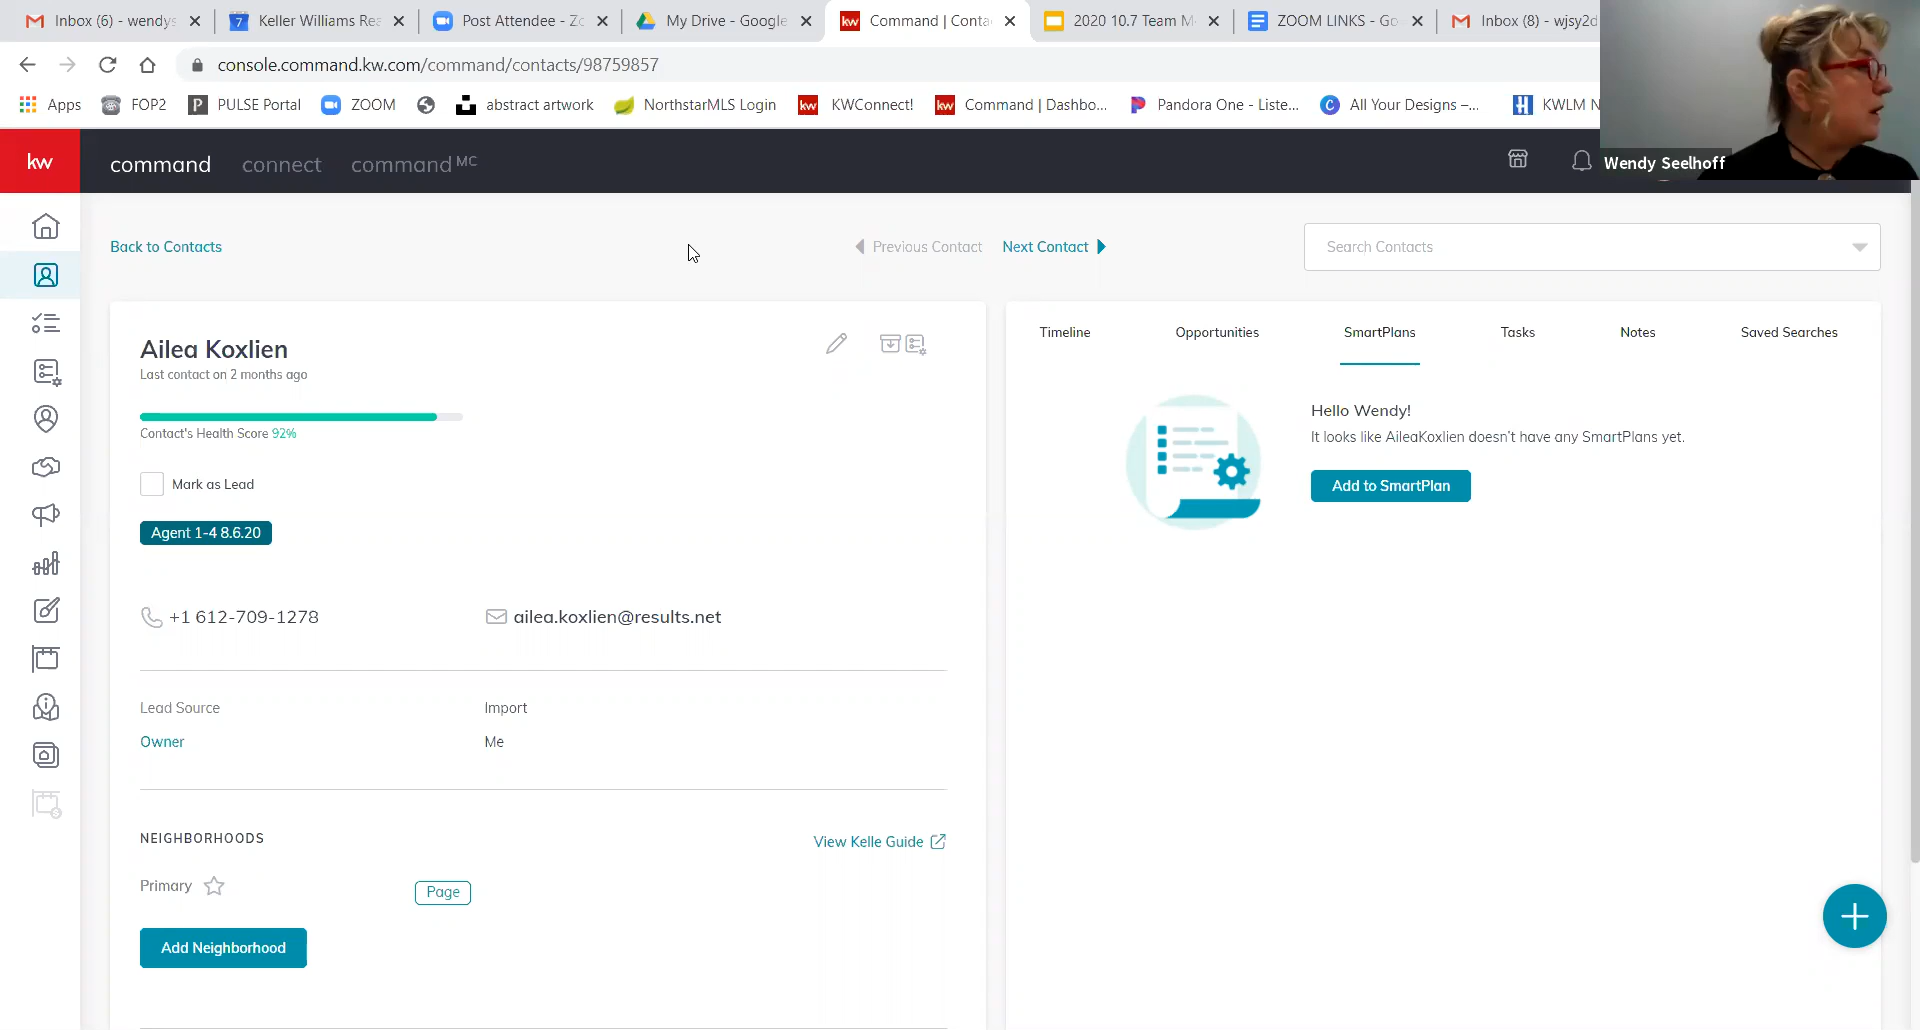 Inbox (6) - wendys
Keller Williams Rea
Post Attendee - Zo
My Drive - Google
kw Command | Conta
2020 10.7 Team M
ZOOM LINKS - Go
Inbox (8) - wjsy2d
console.command.kw.com/command/contacts/98759857
Apps
FOP2
PULSE Portal
ZOOM
abstract artwork
NorthstarMLS Login
KWConnect!
Command | Dashbo...
Pandora One - Liste...
All Your Designs –...
KWLM N
kw
command
connect
command MC
Wendy Seelhoff
Back to Contacts
Previous Contact
Next Contact
Search Contacts
Ailea Koxlien
Last contact on 2 months ago
Contact's Health Score 92%
Mark as Lead
Agent 1-4 8.6.20
+1 612-709-1278
ailea.koxlien@results.net
Lead Source
Import
Owner
Me
NEIGHBORHOODS
View Kelle Guide
Primary
Page
Add Neighborhood
Timeline
Opportunities
SmartPlans
Tasks
Notes
Saved Searches
Hello Wendy!
It looks like AileaKoxlien doesn't have any SmartPlans yet.
Add to SmartPlan